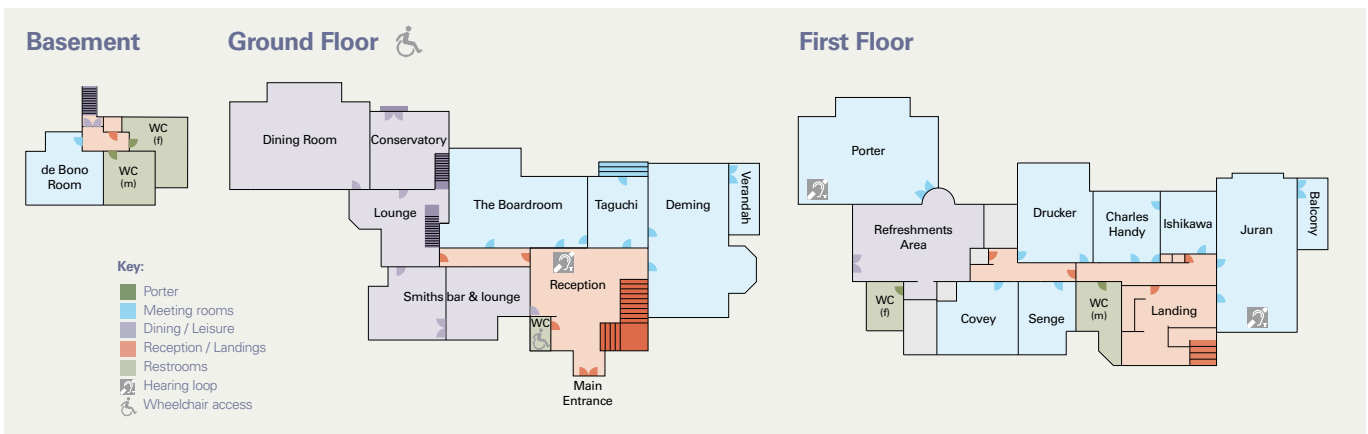 Basement
Ground Floor
First Floor
de Bono
Room
WC
(f)
WC
(m)
Key:
Porter
Meeting rooms
Dining / Leisure
Reception / Landings
Restrooms
Hearing loop
Wheelchair access
Dining Room
Conservatory
Lounge
The Boardroom
Taguchi
Deming
Verandah
Smiths bar & lounge
Reception
WC
Main
Entrance
Porter
Refreshments
Area
Drucker
Charles
Handy
Ishikawa
Juran
Balcony
WC
(f)
Covey
Senge
WC
(m)
Landing